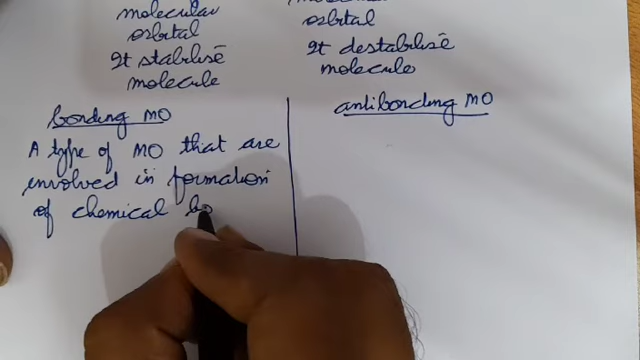 molecular
orbital
It stabilise
molecule
orbital
It destabilise
molecule
bonding MO
A type of MO that are
involved in formation
of chemical bo
antibonding MO